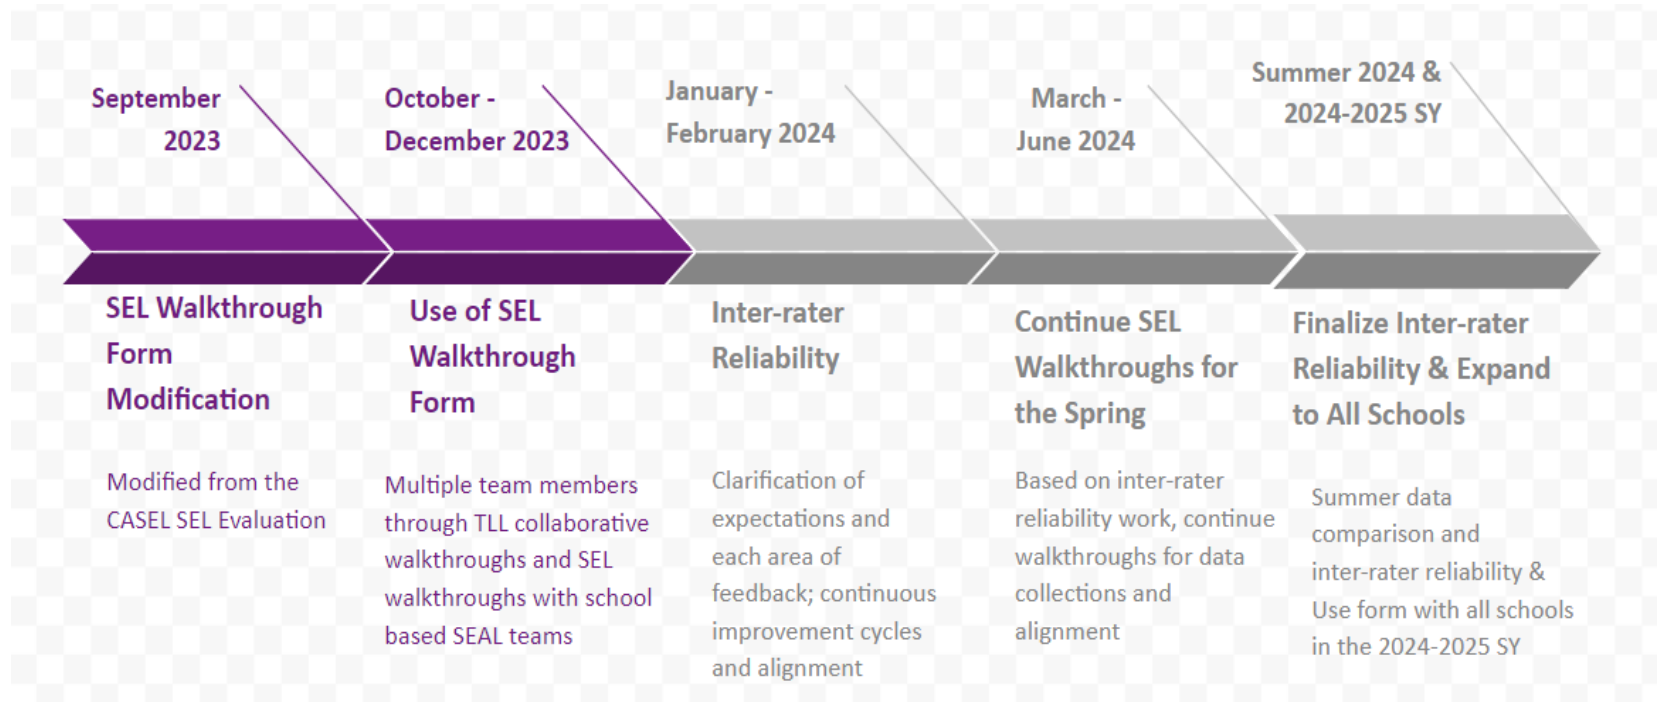 September
2023
October -
December 2023
January -
February 2024
March -
June 2024
Summer 2024 &
2024-2025 SY
SEL Walkthrough
Form
Modification
Use of SEL
Walkthrough
Form
Inter-rater
Reliability
Continue SEL
Walkthroughs for
the Spring
Finalize Inter-rater
Reliability & Expand
to All Schools
Modified from the
CASEL SEL Evaluation
Multiple team members
through TLL collaborative
walkthroughs and SEL
walkthroughs with school
based SEAL teams
Clarification of
expectations and
each area of
feedback; continuous
improvement cycles
and alignment
Based on inter-rater
reliability work, continue
walkthroughs for data
collections and
alignment
Summer data
comparison and
inter-rater reliability &
Use form with all schools
in the 2024-2025 SY